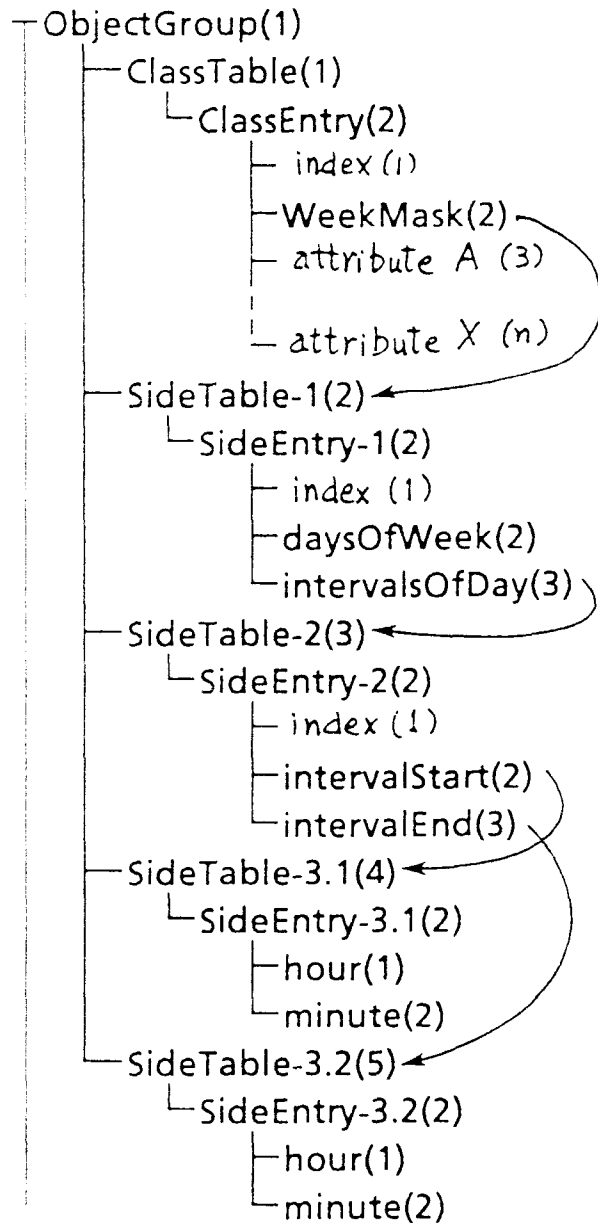 ObjectGroup(1)
ClassTable(1)
ClassEntry(2)
index (1)
WeekMask(2)
attribute A (3)
attribute X (n)
SideTable-1(2)
SideEntry-1(2)
index (1)
daysOfWeek(2)
intervalsOfDay(3)
SideTable-2(3)
SideEntry-2(2)
index (1)
intervalStart(2)
intervalEnd(3)
SideTable-3.1(4)
SideEntry-3.1(2)
hour(1)
minute(2)
SideTable-3.2(5)
SideEntry-3.2(2)
hour(1)
minute(2)